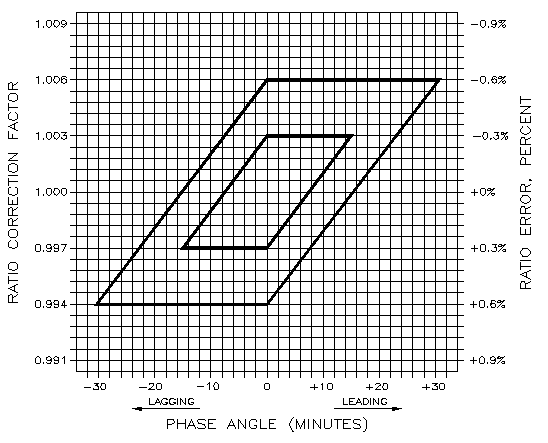 1.009
1.006
1.003
1.000
0.997
0.994
0.991
RATIO CORRECTION FACTOR
−0.9%
−0.6%
−0.3%
+0%
+0.3%
+0.6%
+0.9%
RATIO ERROR, PERCENT
−30 −20 −10 0 +10 +20 +30
LAGGING LEADING
PHASE ANGLE (MINUTES)